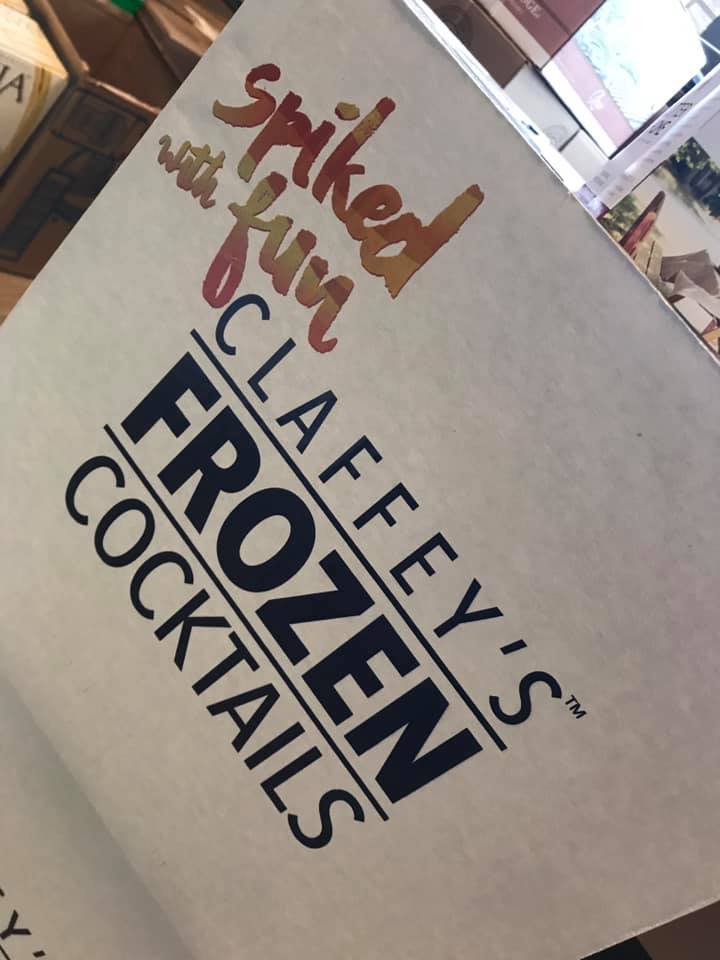 spiked
with fun
CLAFFEY'S™
FROZEN
COCKTAILS